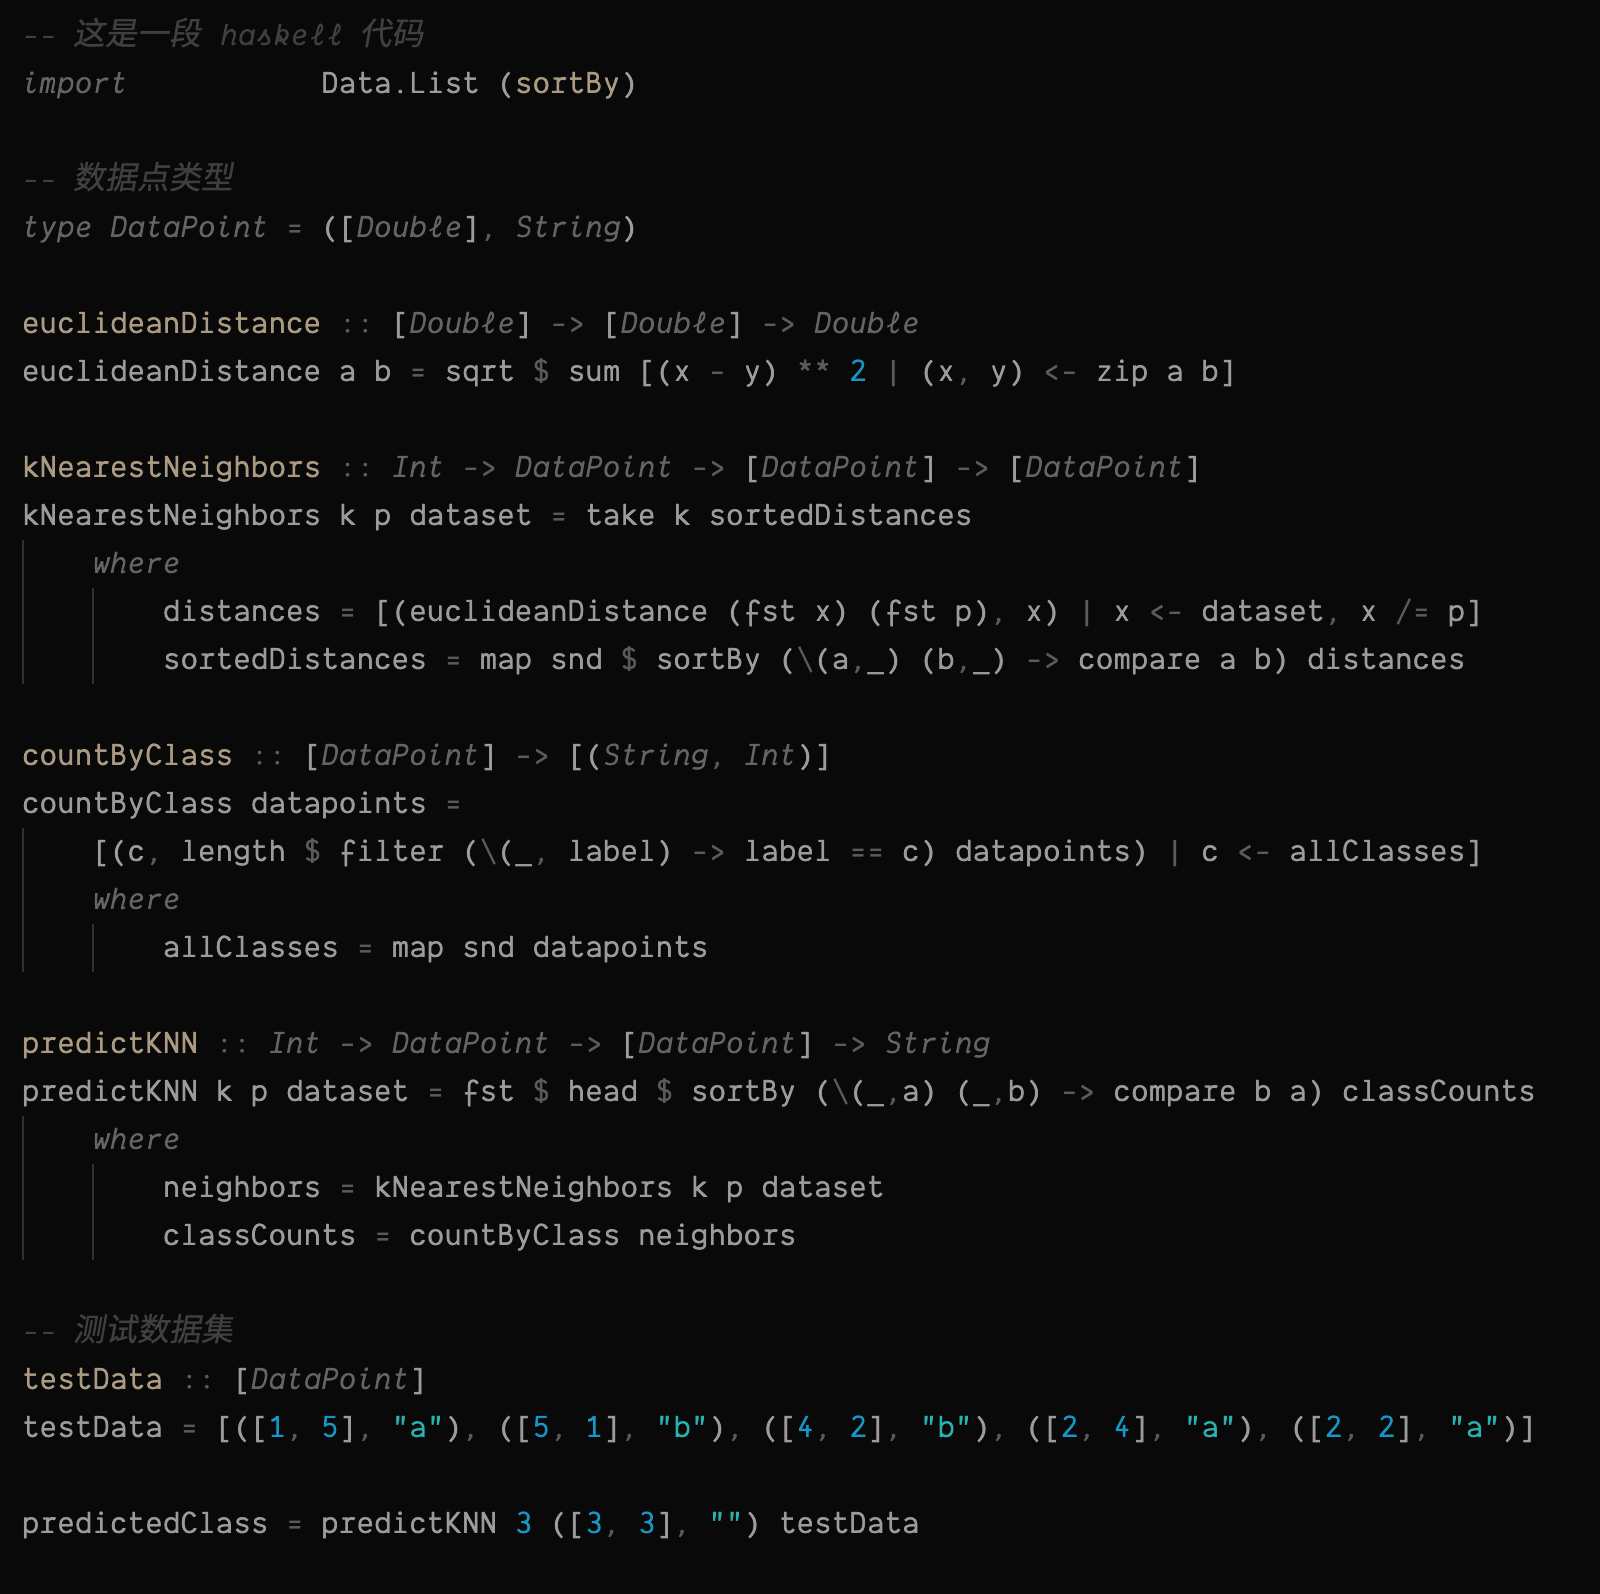 -- 这是一段 haskell 代码
import           Data.List (sortBy)
-- 数据点类型
type DataPoint = ([Double], String)
euclideanDistance :: [Double] -> [Double] -> Double
euclideanDistance a b = sqrt $ sum [(x - y) ** 2 | (x, y) <- zip a b]
kNearestNeighbors :: Int -> DataPoint -> [DataPoint] -> [DataPoint]
kNearestNeighbors k p dataset = take k sortedDistances
    where
        distances = [(euclideanDistance (fst x) (fst p), x) | x <- dataset, x /= p]
        sortedDistances = map snd $ sortBy (\(a,_) (b,_) -> compare a b) distances
countByClass :: [DataPoint] -> [(String, Int)]
countByClass datapoints =
    [(c, length $ filter (\(_, label) -> label == c) datapoints) | c <- allClasses]
    where
        allClasses = map snd datapoints
predictKNN :: Int -> DataPoint -> [DataPoint] -> String
predictKNN k p dataset = fst $ head $ sortBy (\(_,a) (_,b) -> compare b a) classCounts
    where
        neighbors = kNearestNeighbors k p dataset
        classCounts = countByClass neighbors
-- 测试数据集
testData :: [DataPoint]
testData = [([1, 5], "a"), ([5, 1], "b"), ([4, 2], "b"), ([2, 4], "a"), ([2, 2], "a")]
predictedClass = predictKNN 3 ([3, 3], "") testData